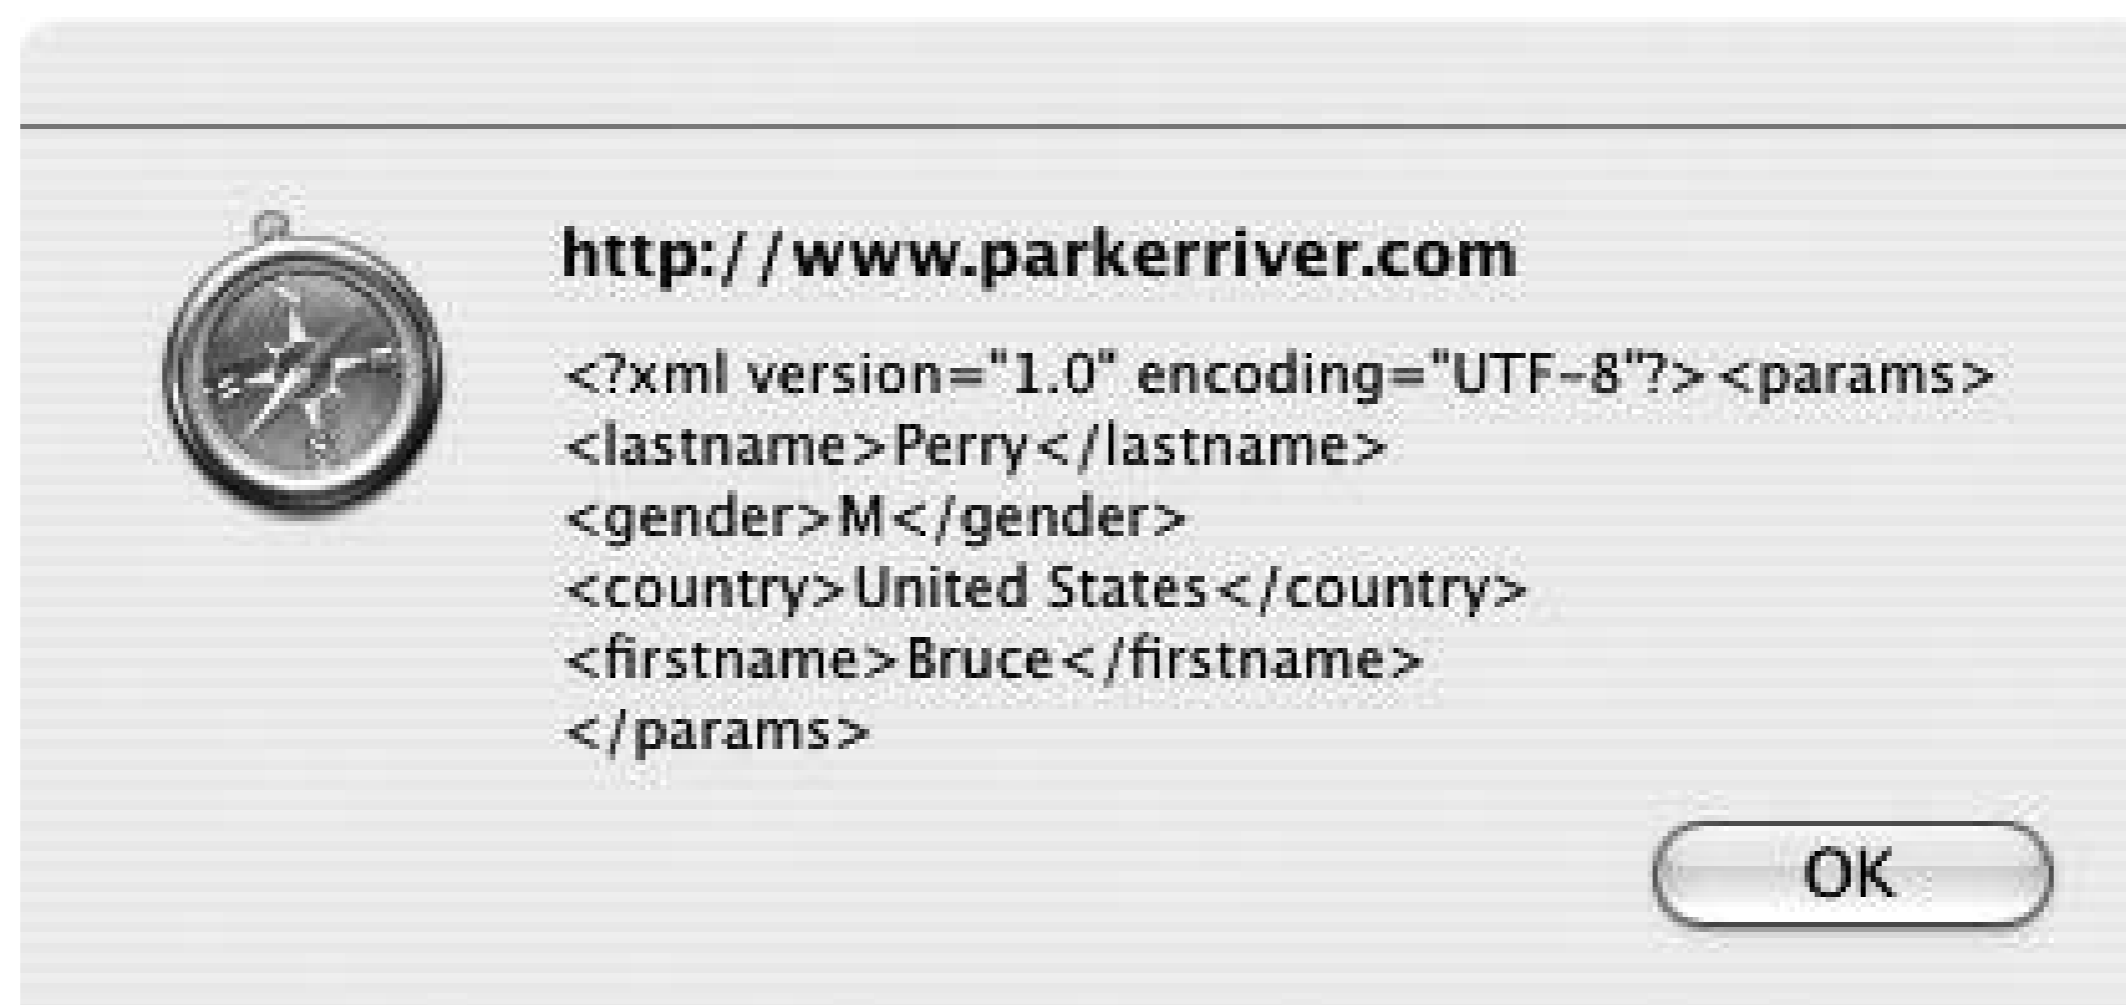 http://www.parkerriver.com
<?xml version="1.0" encoding="UTF-8"?><params>
<lastname>Perry</lastname>
<gender>M</gender>
<country>United States</country>
<firstname>Bruce</firstname>
</params>
OK